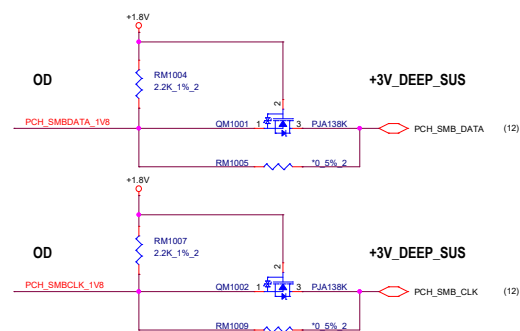 +1.8V
OD
RM1004
2.2K_1%_2
+3V_DEEP_SUS
2
PCH_SMBDATA_1V8
QM1001
1
3
PJA138K
PCH_SMB_DATA
(12)
RM1005
*0_5%_2
+1.8V
OD
RM1007
2.2K_1%_2
+3V_DEEP_SUS
2
PCH_SMBCLK_1V8
QM1002
1
3
PJA138K
PCH_SMB_CLK
(12)
RM1009
*0_5%_2